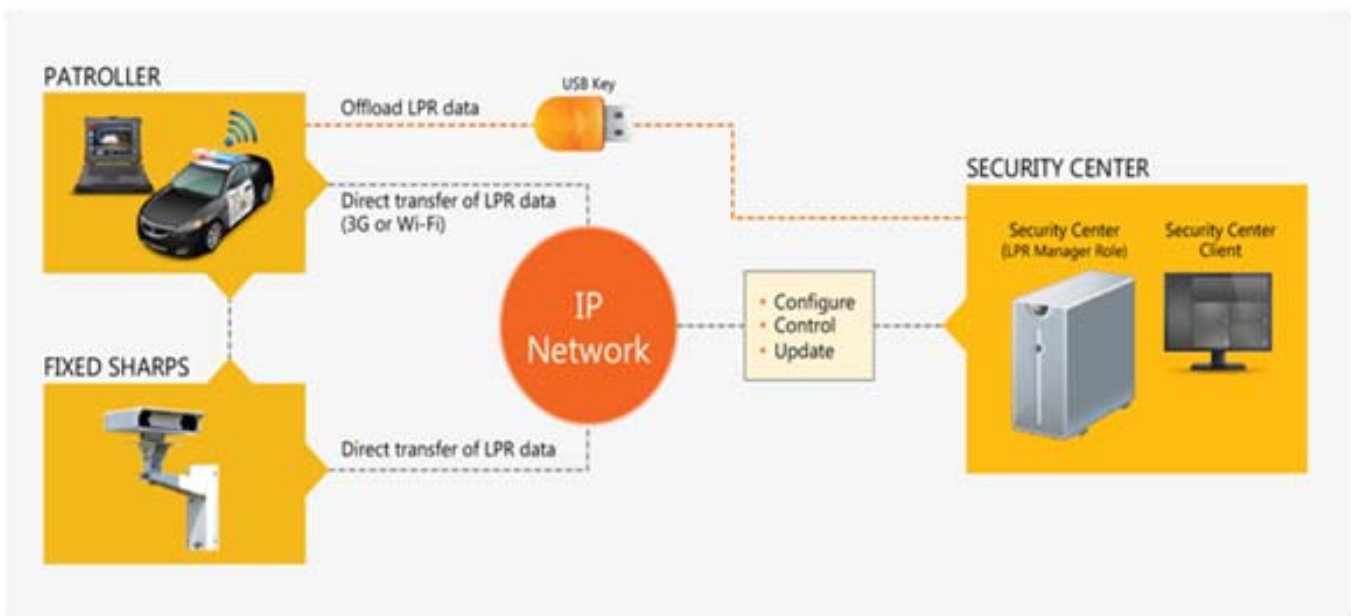 PATROLLER
Offload LPR data
USB Key
Direct transfer of LPR data
(3G or Wi-Fi)
SECURITY CENTER
Security Center
(LPR Manager Role)
Security Center
Client
IP
Network
• Configure
• Control
• Update
FIXED SHARPS
Direct transfer of LPR data